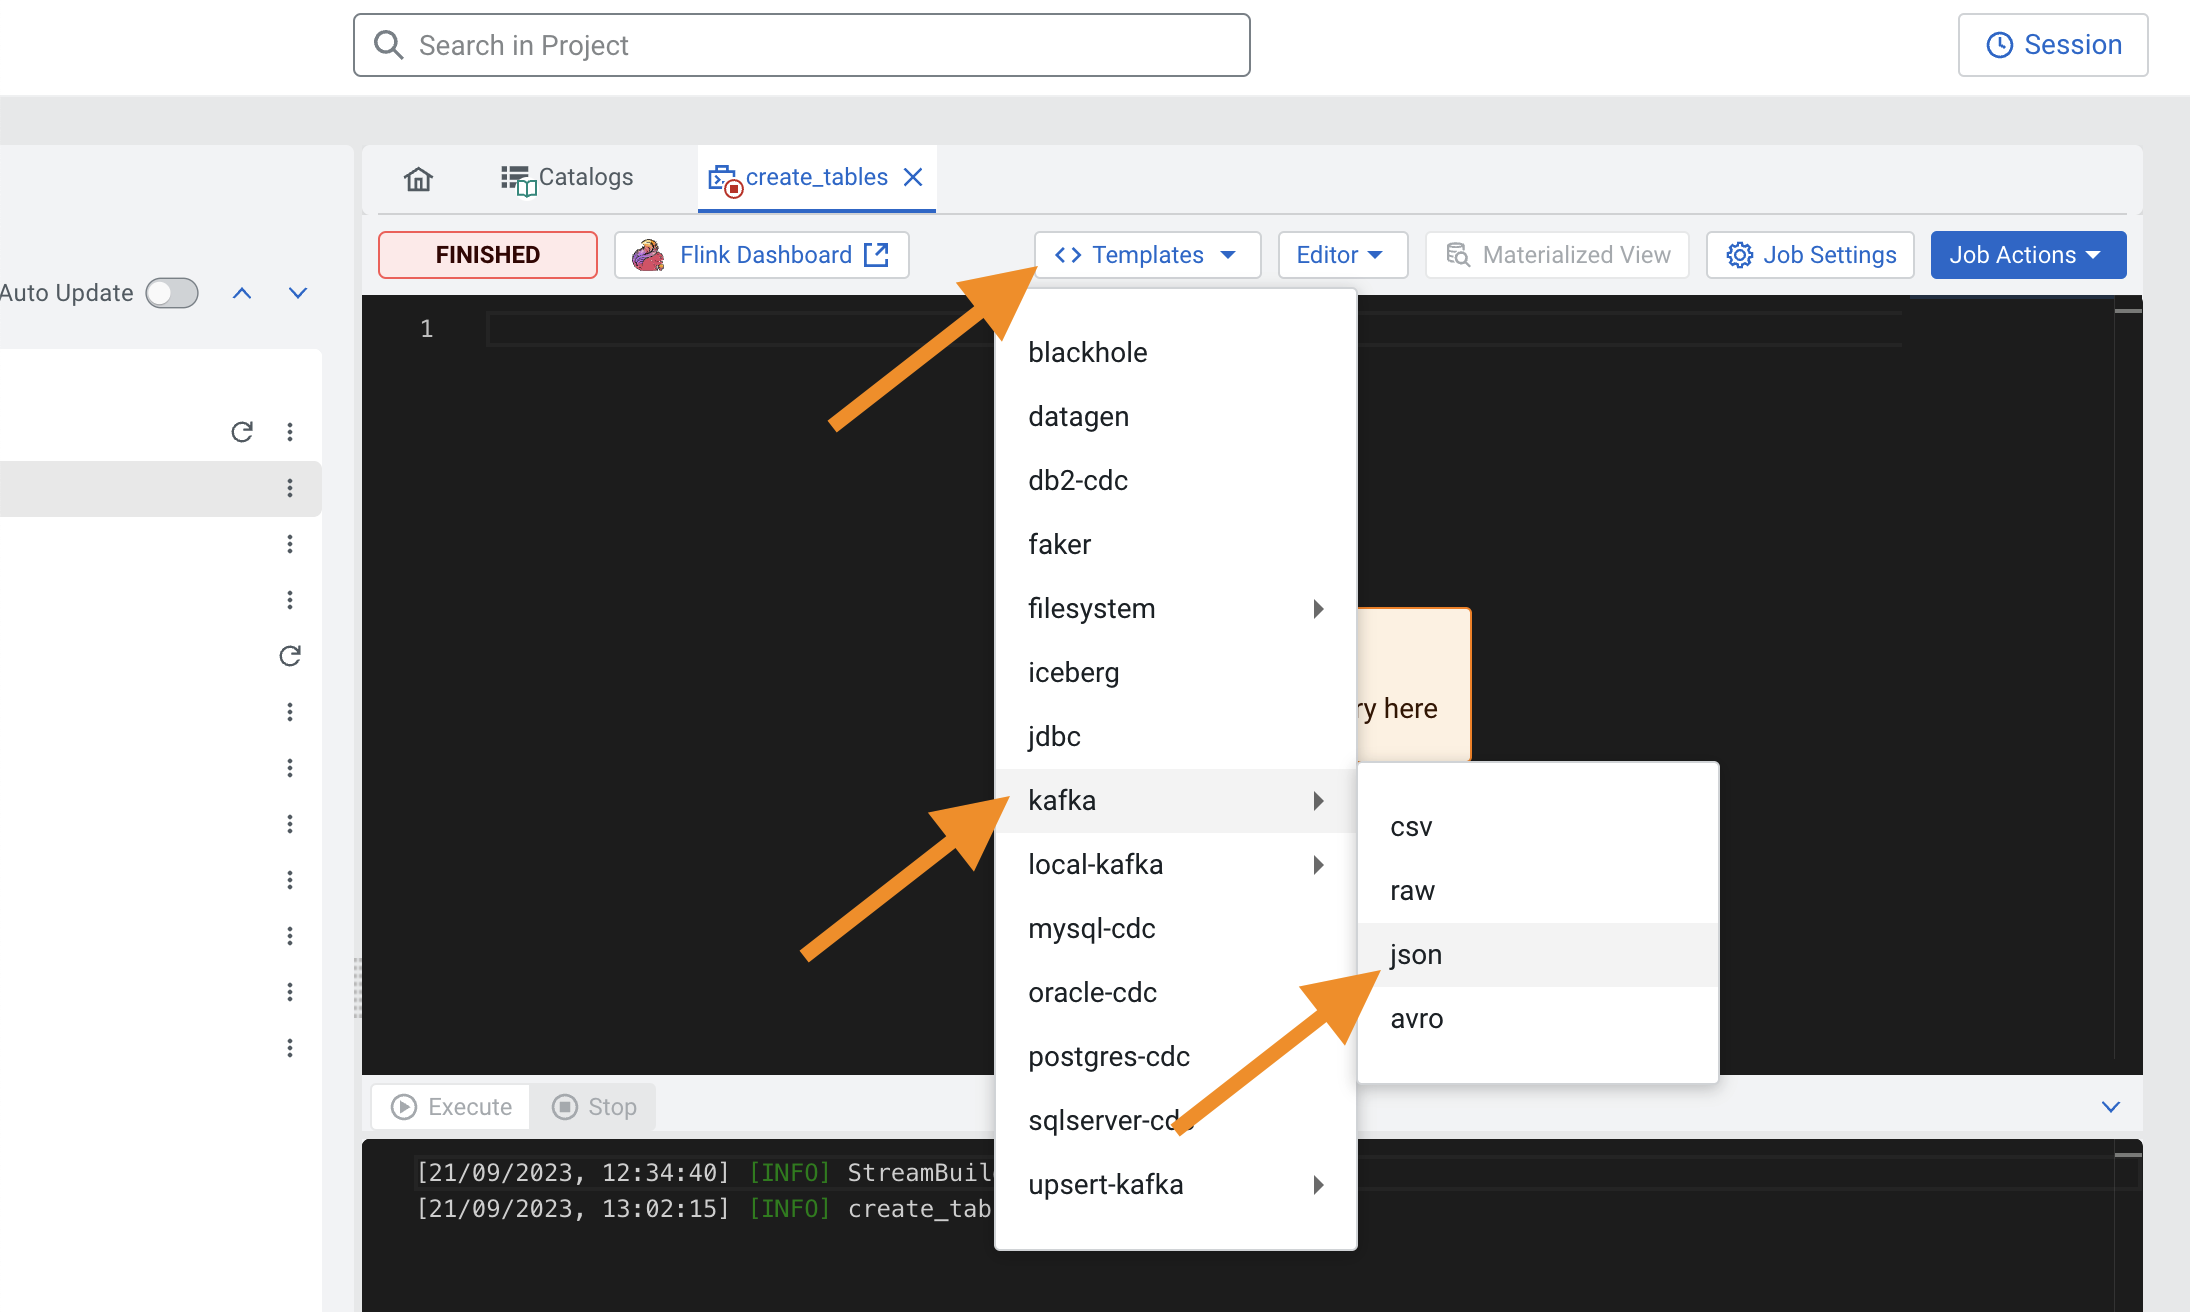 Search in Project
Session
Catalogs
create_tables
FINISHED
Flink Dashboard
<> Templates
Editor
Materialized View
Job Settings
Job Actions
Auto Update
1
blackhole
datagen
db2-cdc
faker
filesystem
iceberg
jdbc
here
kafka
local-kafka
mysql-cdc
oracle-cdc
postgres-cdc
sqlserver-cdc
upsert-kafka
csv
raw
json
avro
Execute
Stop
[21/09/2023, 12:34:40] [INFO]
[21/09/2023, 13:02:15] [INFO]